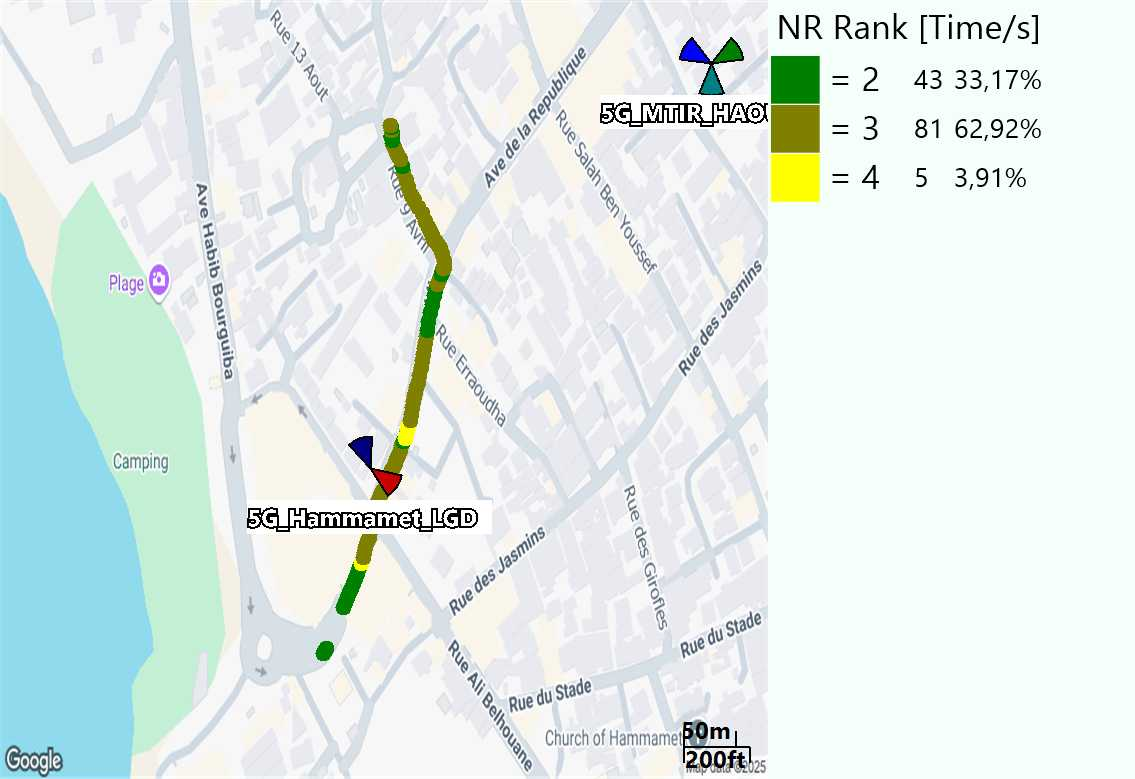 NR Rank [Time/s]
= 2 43 33,17%
= 3 81 62,92%
= 4 5 3,91%
Rue 13 Aout
Ave de la Republique
5G_MTIR_HAO
Rue Salah Ben Youssef
Rue 9 Avril
Ave Habib Bourguiba
Plage
Rue des Jasmins
Rue Erraoudha
Camping
5G_Hammamet_LGD
Rue des Jasmins
Rue des Girofles
Rue du Stade
Rue Ali Belhouane
Rue du Stade
Church of Hammamet
50m
200ft
Google
Map data ©2025